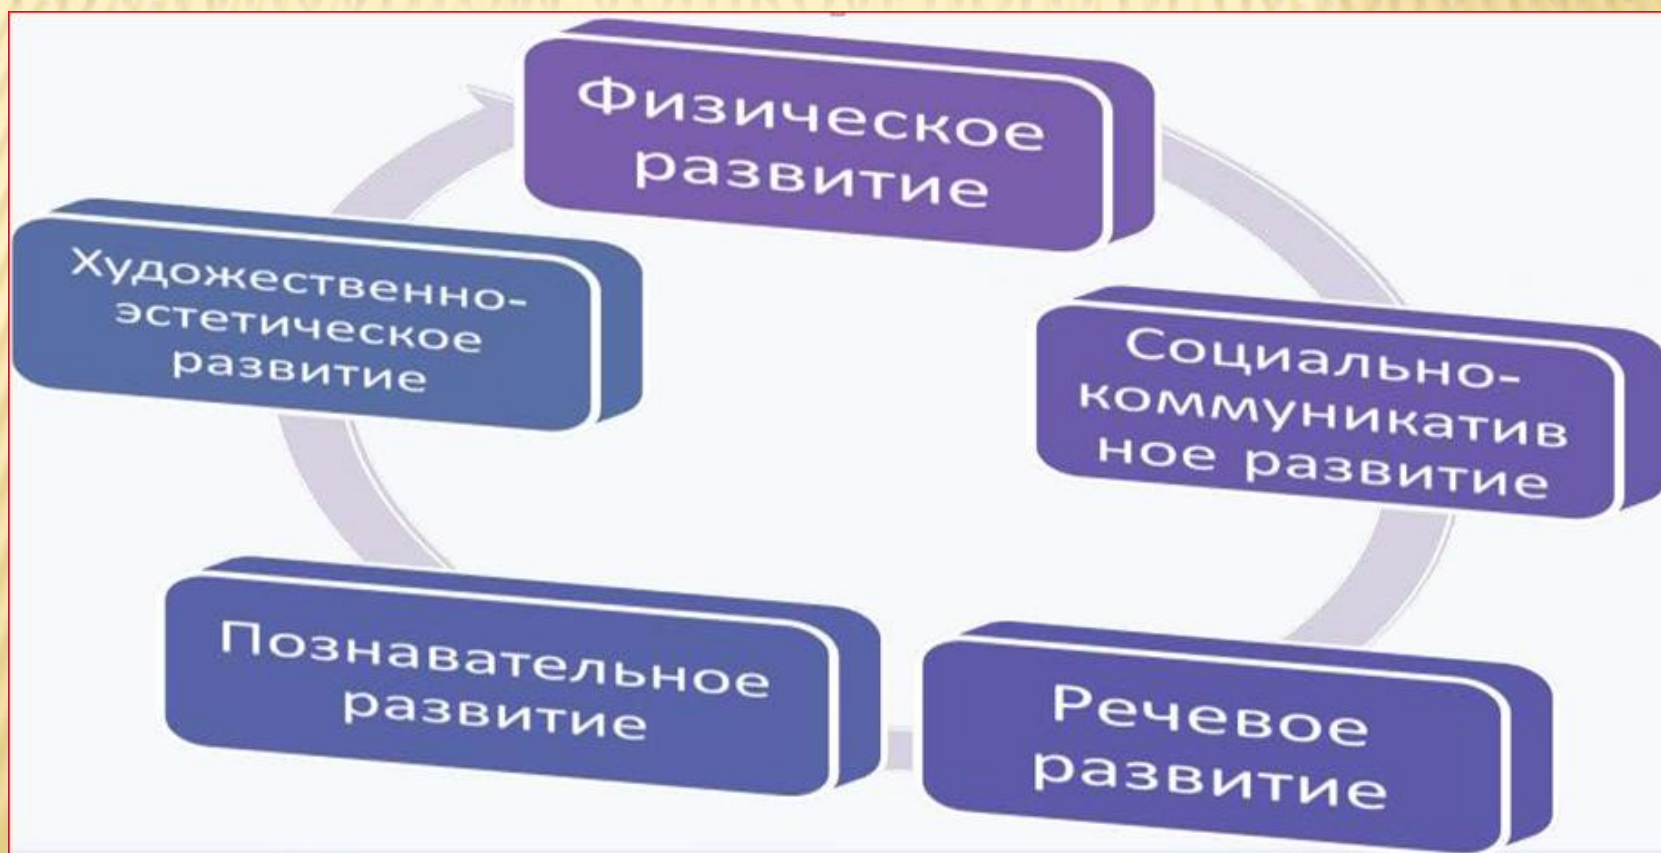 Физическое
развитие
Социально-
коммуникатив
ное развитие
Речевое
развитие
Познавательное
развитие
Художественно-
эстетическое
развитие